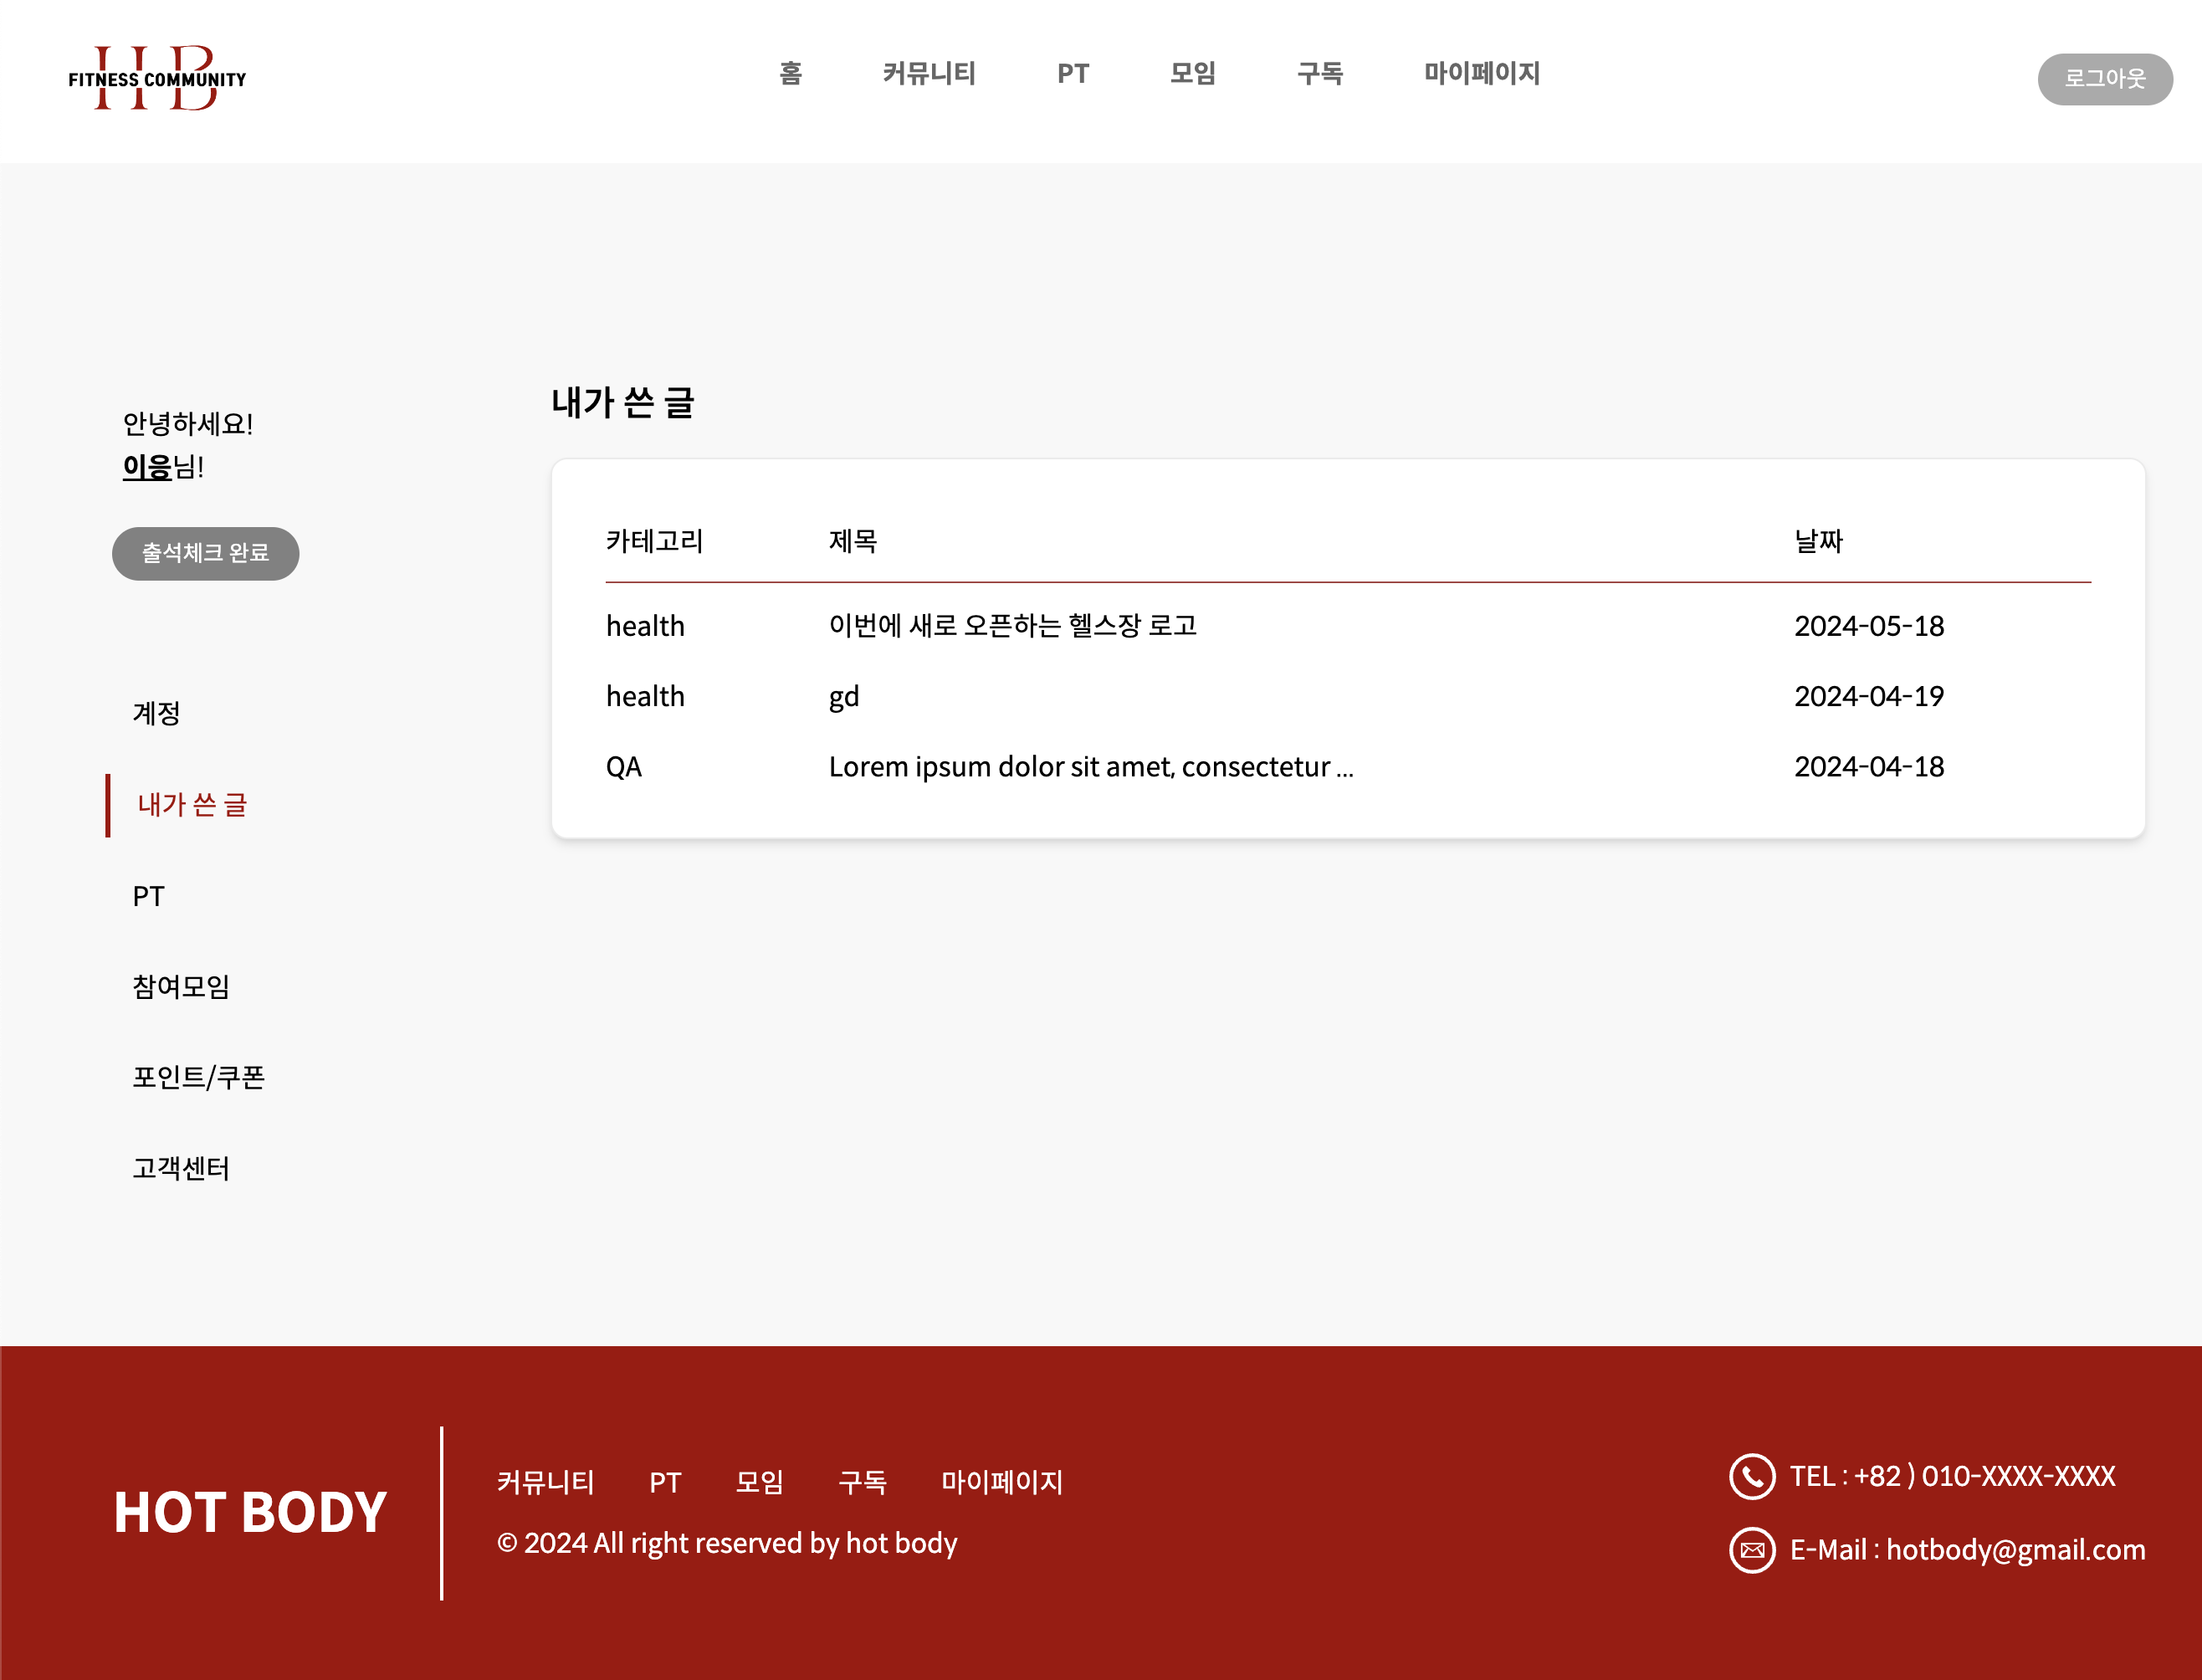 HB
FITNESS COMMUNITY
홈 커뮤니티 PT 모임 구독 마이페이지
로그아웃
안녕하세요!
이응님!
출석체크 완료
계정
내가 쓴 글
PT
참여모임
포인트/쿠폰
고객센터
내가 쓴 글
카테고리 제목 날짜
health 이번에 새로 오픈하는 헬스장 로고 2024-05-18
health gd 2024-04-19
QA Lorem ipsum dolor sit amet, consectetur ... 2024-04-18
HOT BODY
커뮤니티 PT 모임 구독 마이페이지
© 2024 All right reserved by hot body
TEL : +82 ) 010-XXXX-XXXX
E-Mail : hotbody@gmail.com